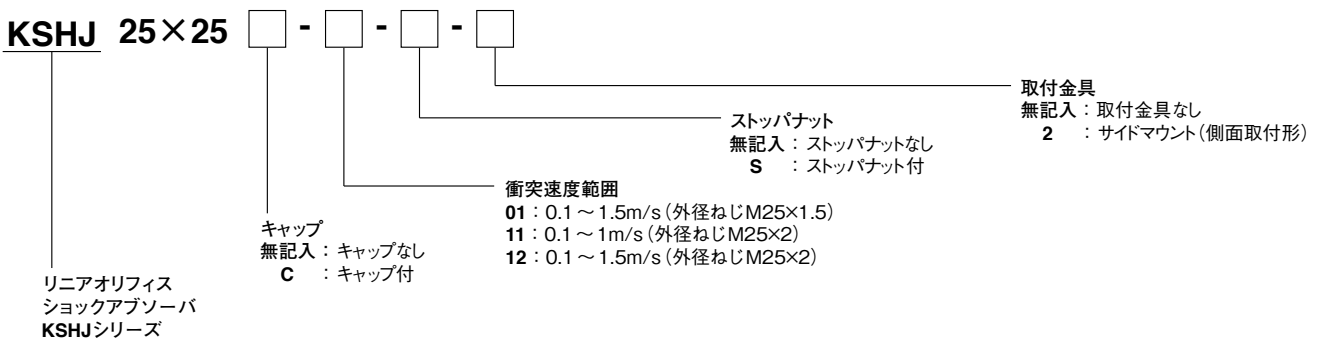 KSHJ 25×25 □ - □ - □ - □
取付金具
無記入：取付金具なし
2 ：サイドマウント（側面取付形）
ストッパナット
無記入：ストッパナットなし
S ：ストッパナット付
衝突速度範囲
01：0.1～1.5m/s（外径ねじM25×1.5）
11：0.1～1m/s（外径ねじM25×2）
12：0.1～1.5m/s（外径ねじM25×2）
キャップ
無記入：キャップなし
C ：キャップ付
リニアオリフィス
ショックアブソーバ
KSHJシリーズ